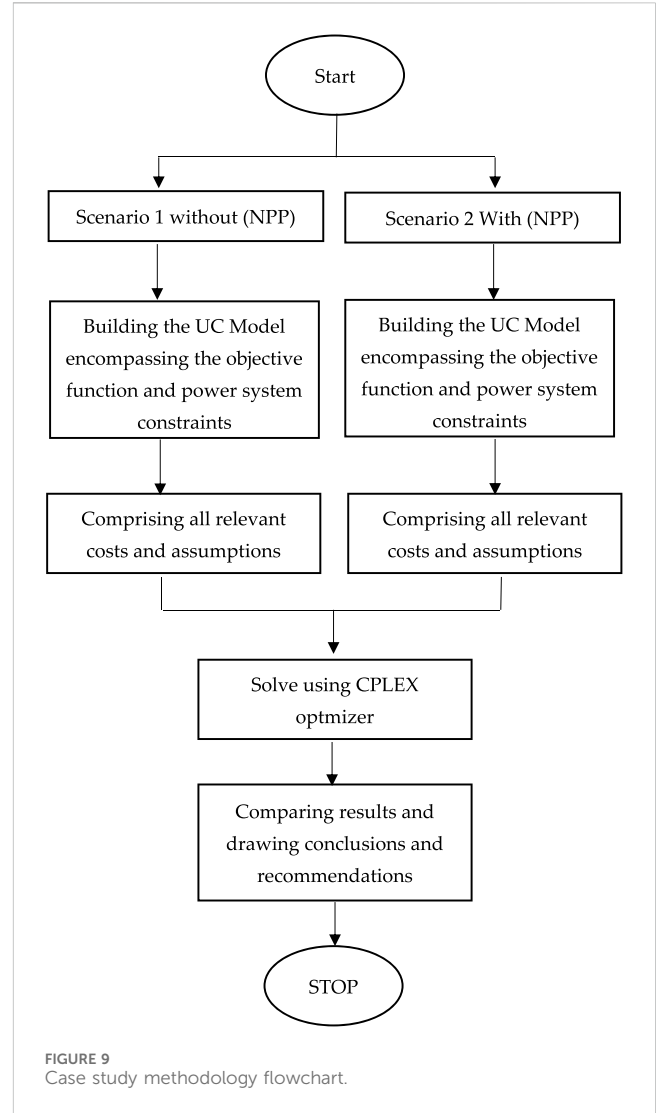 Start
Scenario 1 without (NPP)
Scenario 2 With (NPP)
Building the UC Model
encompassing the objective
function and power system
constraints
Building the UC Model
encompassing the objective
function and power system
constraints
Comprising all relevant
costs and assumptions
Comprising all relevant
costs and assumptions
Solve using CPLEX
optmizer
Comparing results and
drawing conclusions and
recommendations
STOP
FIGURE 9
Case study methodology flowchart.